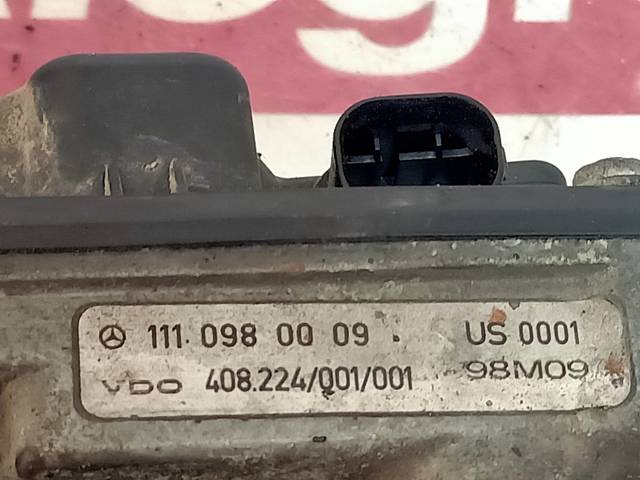 111 098 00 09 . US 0001
VDO 408.224/001/001 98M09